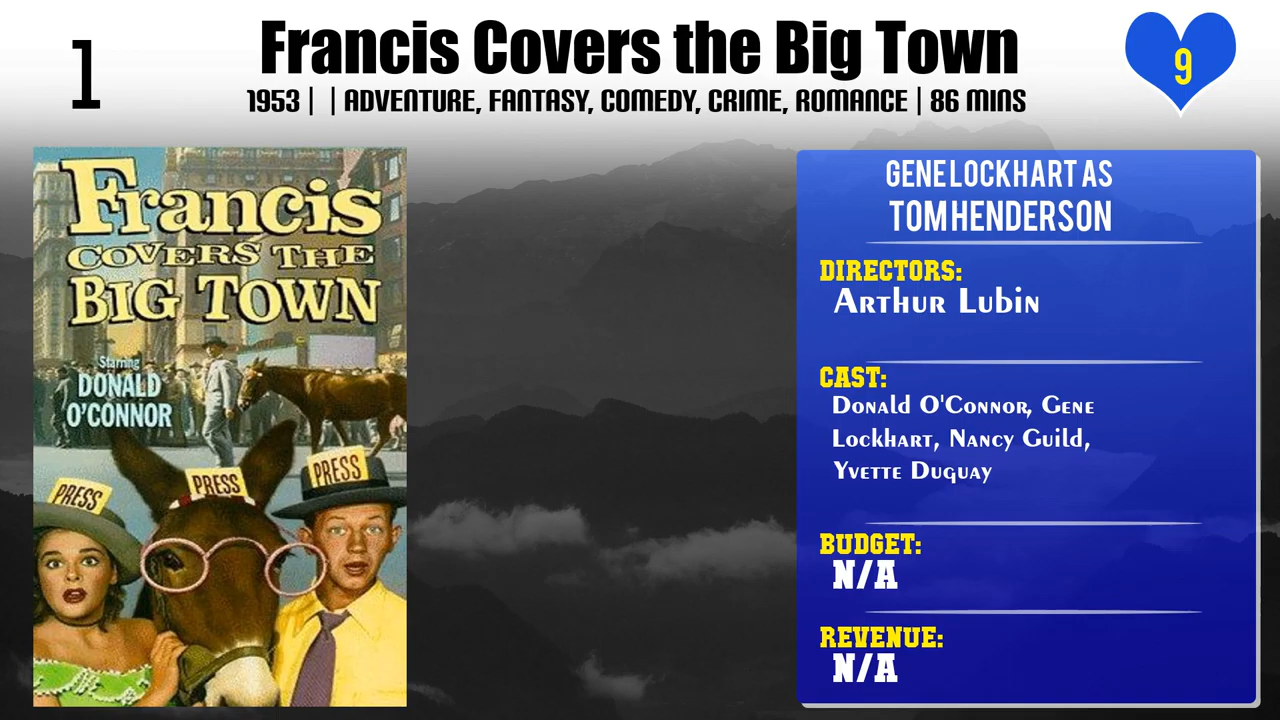 1
Francis Covers the Big Town
9
1953 | | ADVENTURE, FANTASY, COMEDY, CRIME, ROMANCE | 86 MINS
Francis
COVERS THE
BIG TOWN
Starring
DONALD
O'CONNOR
PRESS
PRESS
PRESS
GENE LOCKHART AS
TOM HENDERSON
DIRECTORS:
Arthur Lubin
CAST:
Donald O'Connor, Gene
Lockhart, Nancy Guild,
Yvette Duguay
BUDGET:
N/A
REVENUE:
N/A